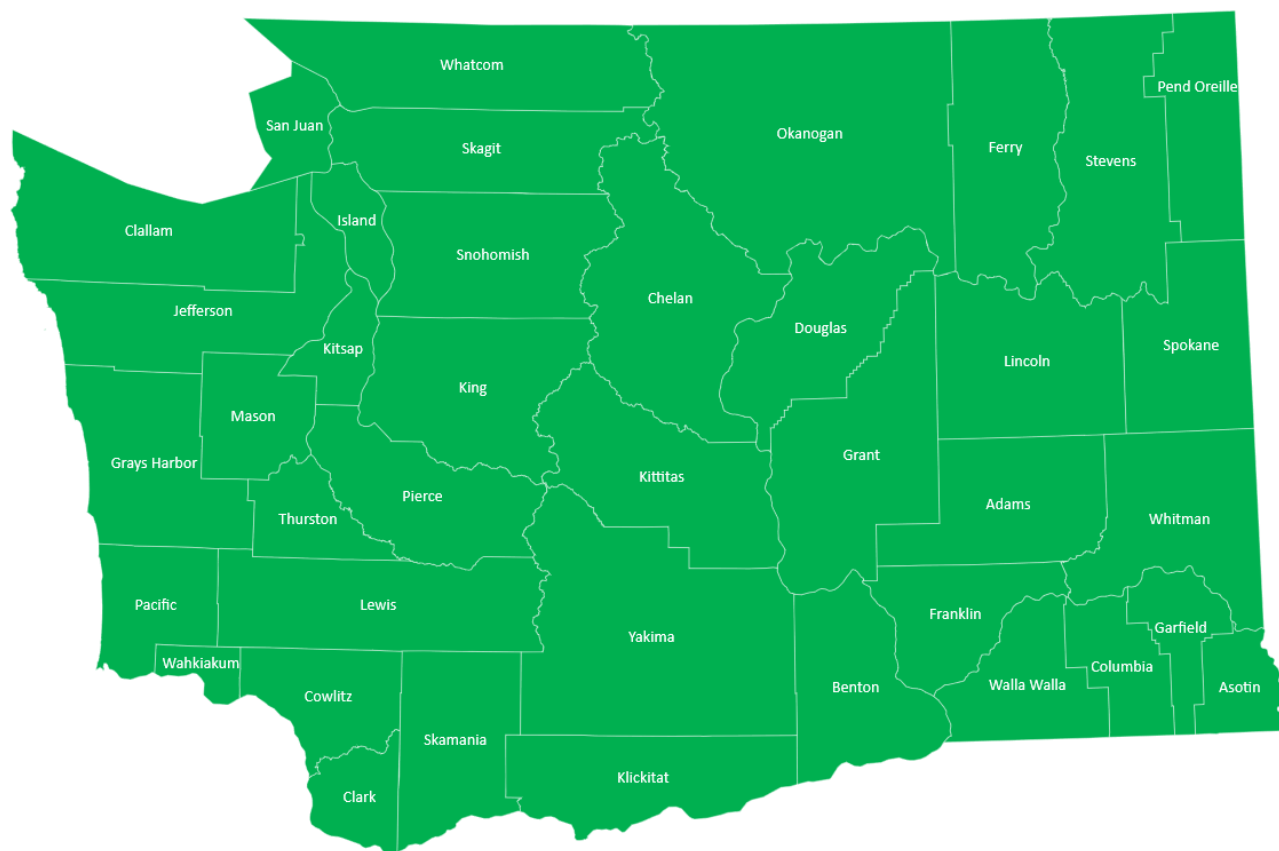 Whatcom
Pend Oreille
San Juan
Okanogan
Skagit
Ferry
Stevens
Island
Clallam
Snohomish
Chelan
Jefferson
Douglas
Kitsap
Spokane
Lincoln
King
Mason
Grays Harbor
Grant
Kittitas
Pierce
Adams
Thurston
Whitman
Pacific
Lewis
Franklin
Garfield
Yakima
Wahkiakum
Columbia
Walla Walla
Benton
Asotin
Cowlitz
Skamania
Klickitat
Clark